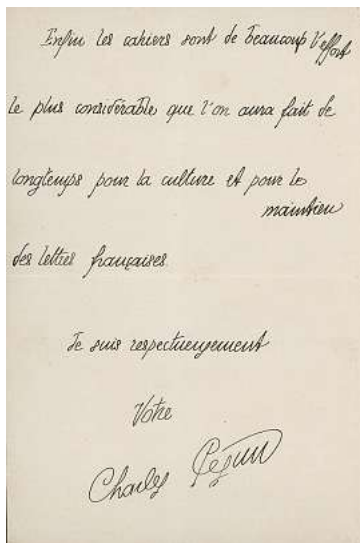 Enfin les cahiers sont de beaucoup l'effort
le plus considérable que l'on aura fait de
longtemps pour la culture et pour le
maintien
des lettres françaises
Je suis respectueusement
Votre
Charles Péguy